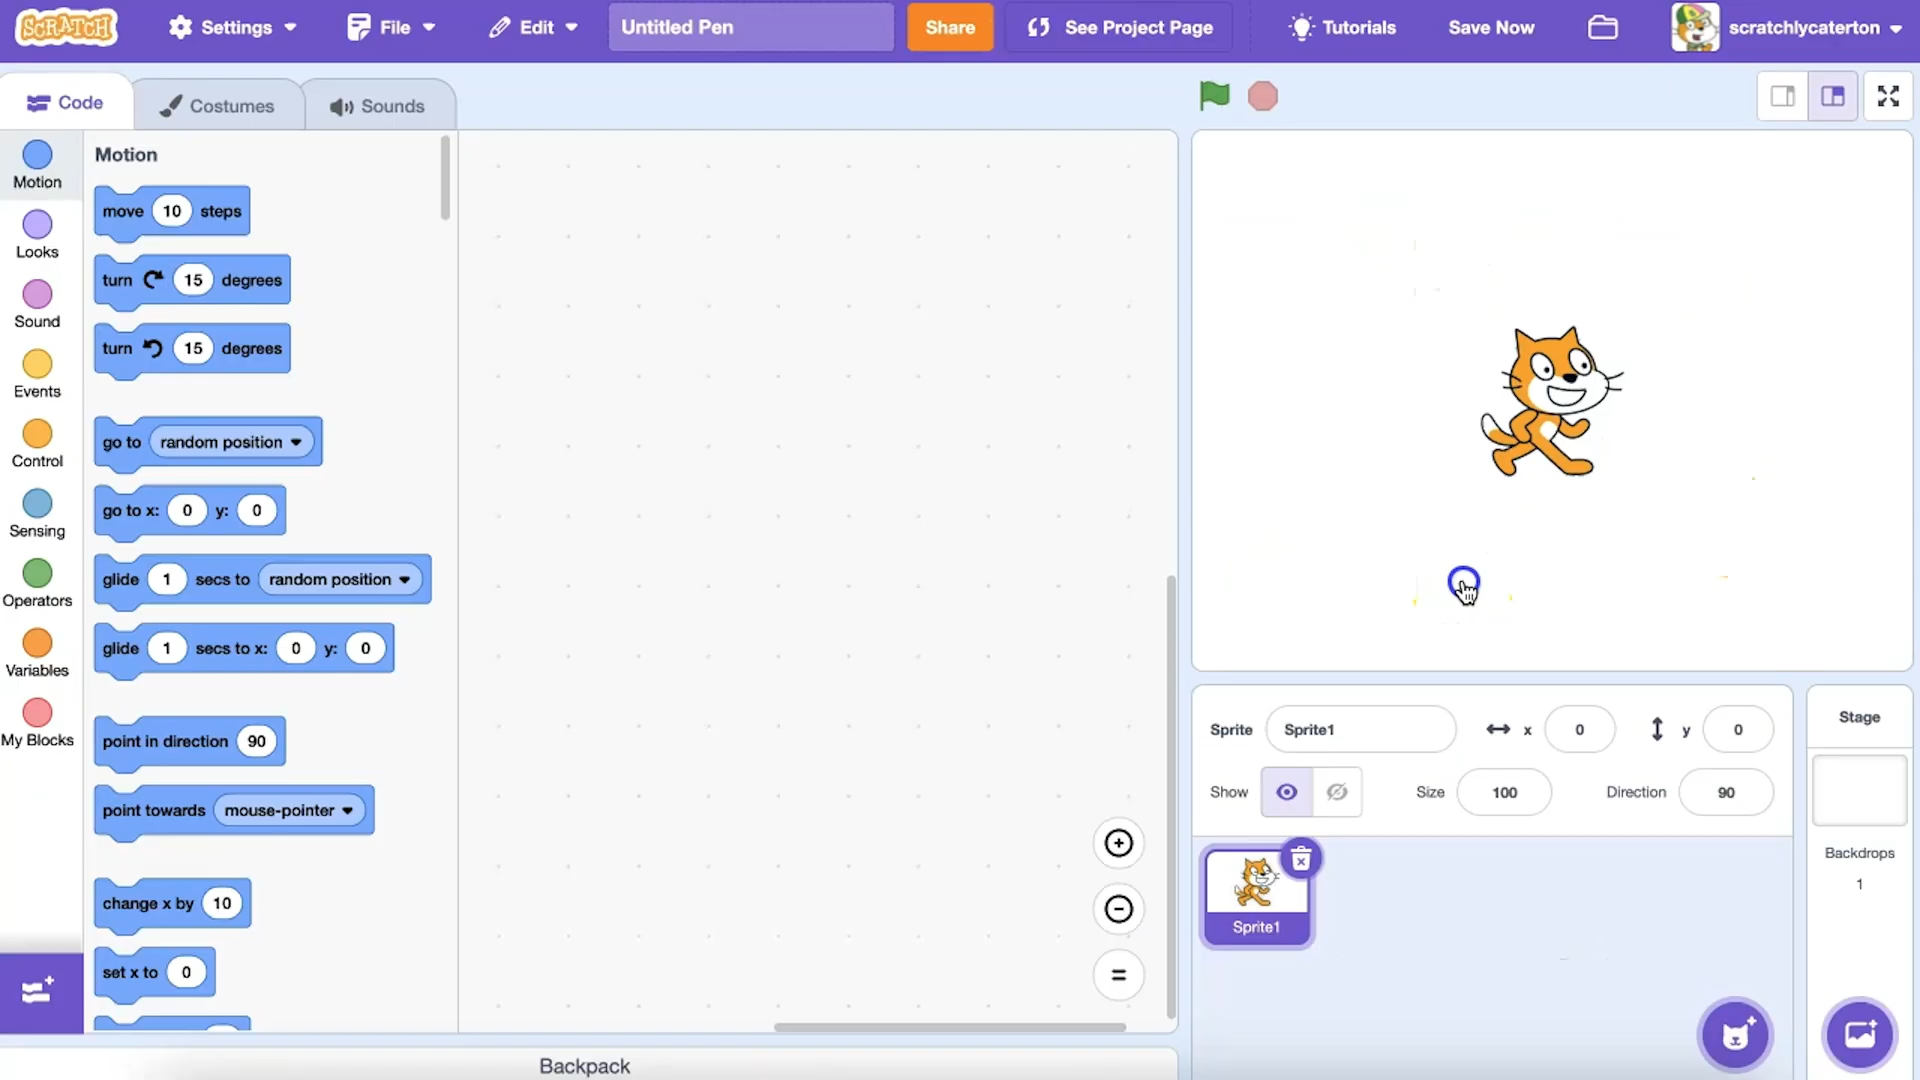 SCRATCH Settings File Edit Untitled Pen Share See Project Page Tutorials Save Now scratchlycaterton
Code Costumes Sounds
Motion
Looks
Sound
Events
Control
Sensing
Operators
Variables
My Blocks
Motion
move 10 steps
turn 15 degrees
turn 15 degrees
go to random position
go to x: 0 y: 0
glide 1 secs to random position
glide 1 secs to x: 0 y: 0
point in direction 90
point towards mouse-pointer
change x by 10
set x to 0
Backpack
Sprite Sprite1 x 0 y 0
Show Size 100 Direction 90
Sprite1
Stage
Backdrops
1